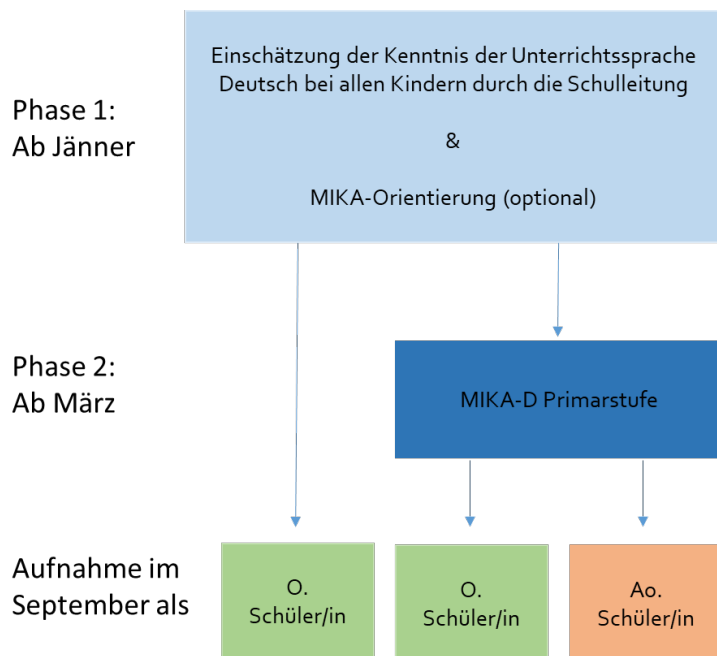 Einschätzung der Kenntnis der Unterrichtssprache
Deutsch bei allen Kindern durch die Schulleitung
&
MIKA-Orientierung (optional)
Phase 1:
Ab Jänner
Phase 2:
Ab März
MIKA-D Primarstufe
Aufnahme im
September als
O.
Schüler/in
O.
Schüler/in
Ao.
Schüler/in